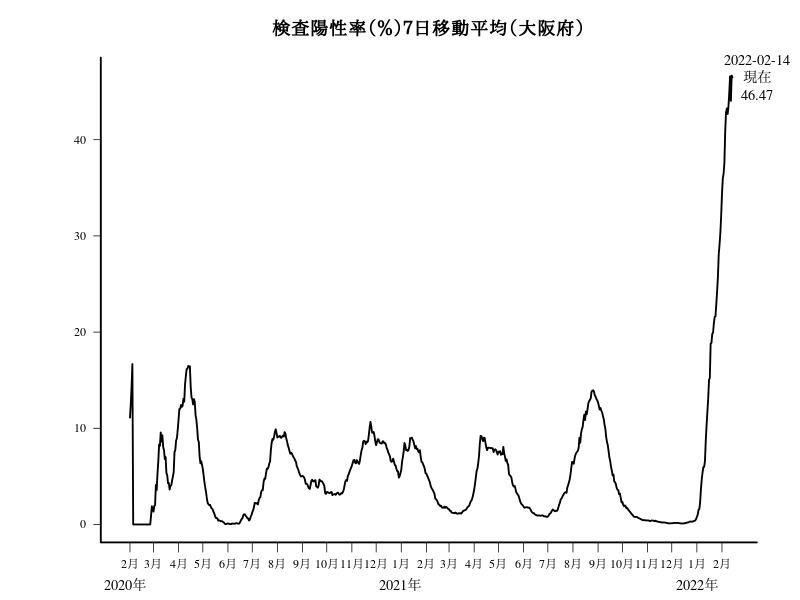 検査陽性率(%)7日移動平均(大阪府)
2022-02-14
現在
46.47
40
30
20
10
0
2月 3月 4月 5月 6月 7月 8月 9月 10月 11月 12月 1月 2月 3月 4月 5月 6月 7月 8月 9月 10月 11月 12月 1月 2月
2020年 2021年 2022年